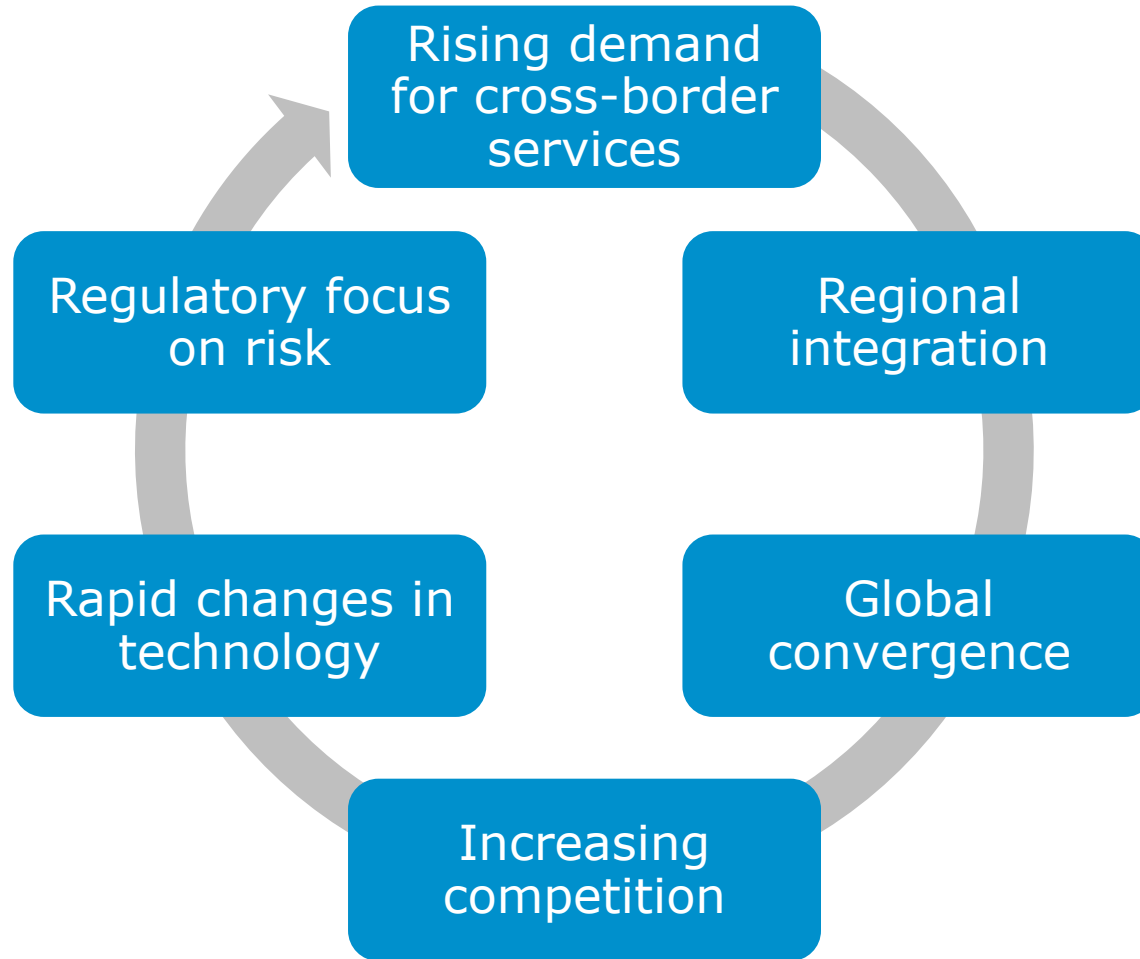 Rising demand
for cross-border
services
Regional
integration
Global
convergence
Increasing
competition
Rapid changes in
technology
Regulatory focus
on risk